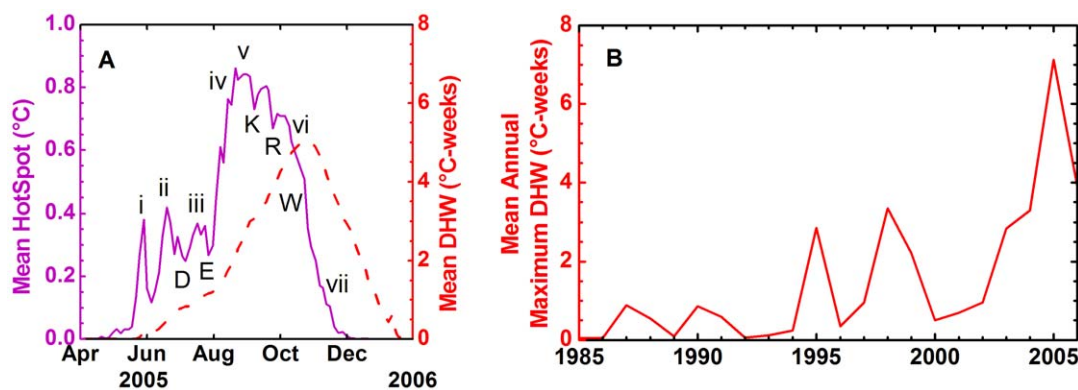 A
Mean HotSpot (°C)
1.0
0.8
0.6
0.4
0.2
0.0
i
ii
iii
iv
v
vi
vii
D
E
K
R
W
8
6
4
2
0
Mean DHW (°C-weeks)
Apr Jun Aug Oct Dec
2005 2006
B
Mean Annual
Maximum DHW (°C-weeks)
8
6
4
2
0
1985 1990 1995 2000 2005